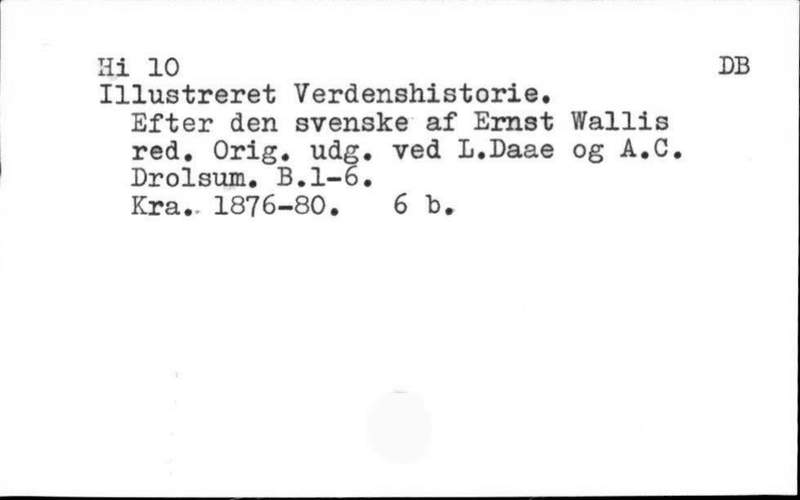 Hi 10 DB
Illustreret Verdenshistorie.
Efter den svenske af Ernst Wallis
red. Orig. udg. ved L.Daae og A.C.
Drolsum. B.1-6.
Kra. 1876-80. 6 b.